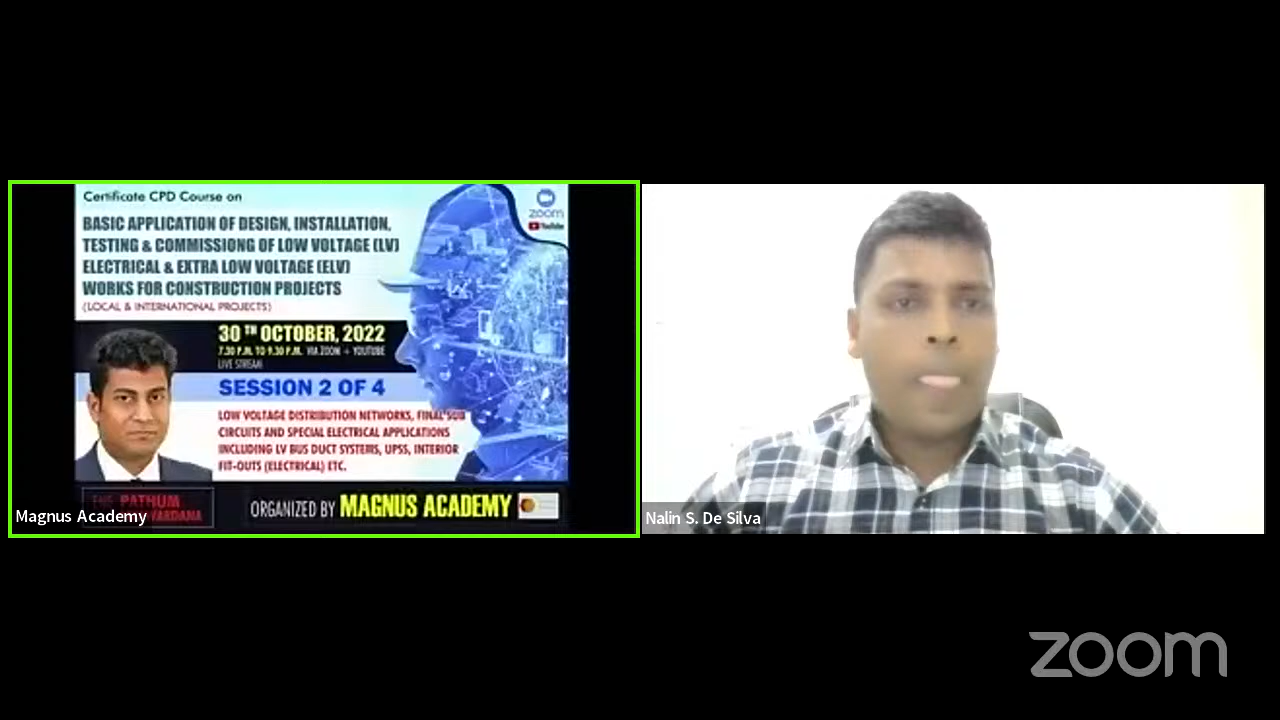 Certificate CPD Course on
BASIC APPLICATION OF DESIGN, INSTALLATION,
TESTING & COMMISSIONG OF LOW VOLTAGE (LV)
ELECTRICAL & EXTRA LOW VOLTAGE (ELV)
WORKS FOR CONSTRUCTION PROJECTS
(LOCAL & INTERNATIONAL PROJECTS)
zoom
YouTube
30 TH OCTOBER, 2022
7.30 P.M. TO 9.30 P.M. VIA ZOOM + YOUTUBE
LIVE STREAM
SESSION 2 OF 4
LOW VOLTAGE DISTRIBUTION NETWORKS, FINAL SUB
CIRCUITS AND SPECIAL ELECTRICAL APPLICATIONS
INCLUDING LV BUS DUCT SYSTEMS, UPSS, INTERIOR
FIT-OUTS (ELECTRICAL) ETC.
PATHUM
ORGANIZED BY MAGNUS ACADEMY
Magnus Academy
Nalin S. De Silva
zoom